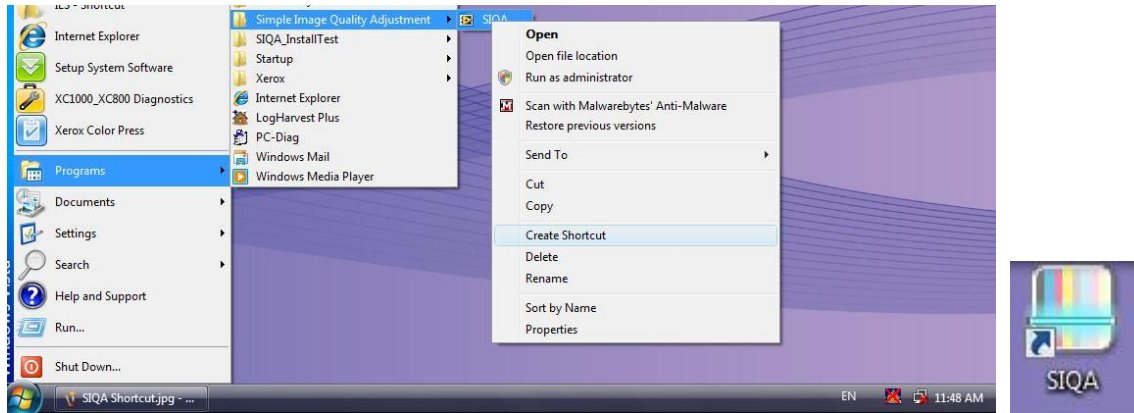 ILS - Shortcut
Internet Explorer
Setup System Software
XC1000_XC800 Diagnostics
Xerox Color Press
Programs
Documents
Settings
Search
Help and Support
Run...
Shut Down...
Simple Image Quality Adjustment
SIQA_InstallTest
Startup
Xerox
Internet Explorer
LogHarvest Plus
PC-Diag
Windows Mail
Windows Media Player
SIQA
Open
Open file location
Run as administrator
Scan with Malwarebytes' Anti-Malware
Restore previous versions
Send To
Cut
Copy
Create Shortcut
Delete
Rename
Sort by Name
Properties
SIQA Shortcut.jpg - ...
EN
11:48 AM
SIQA